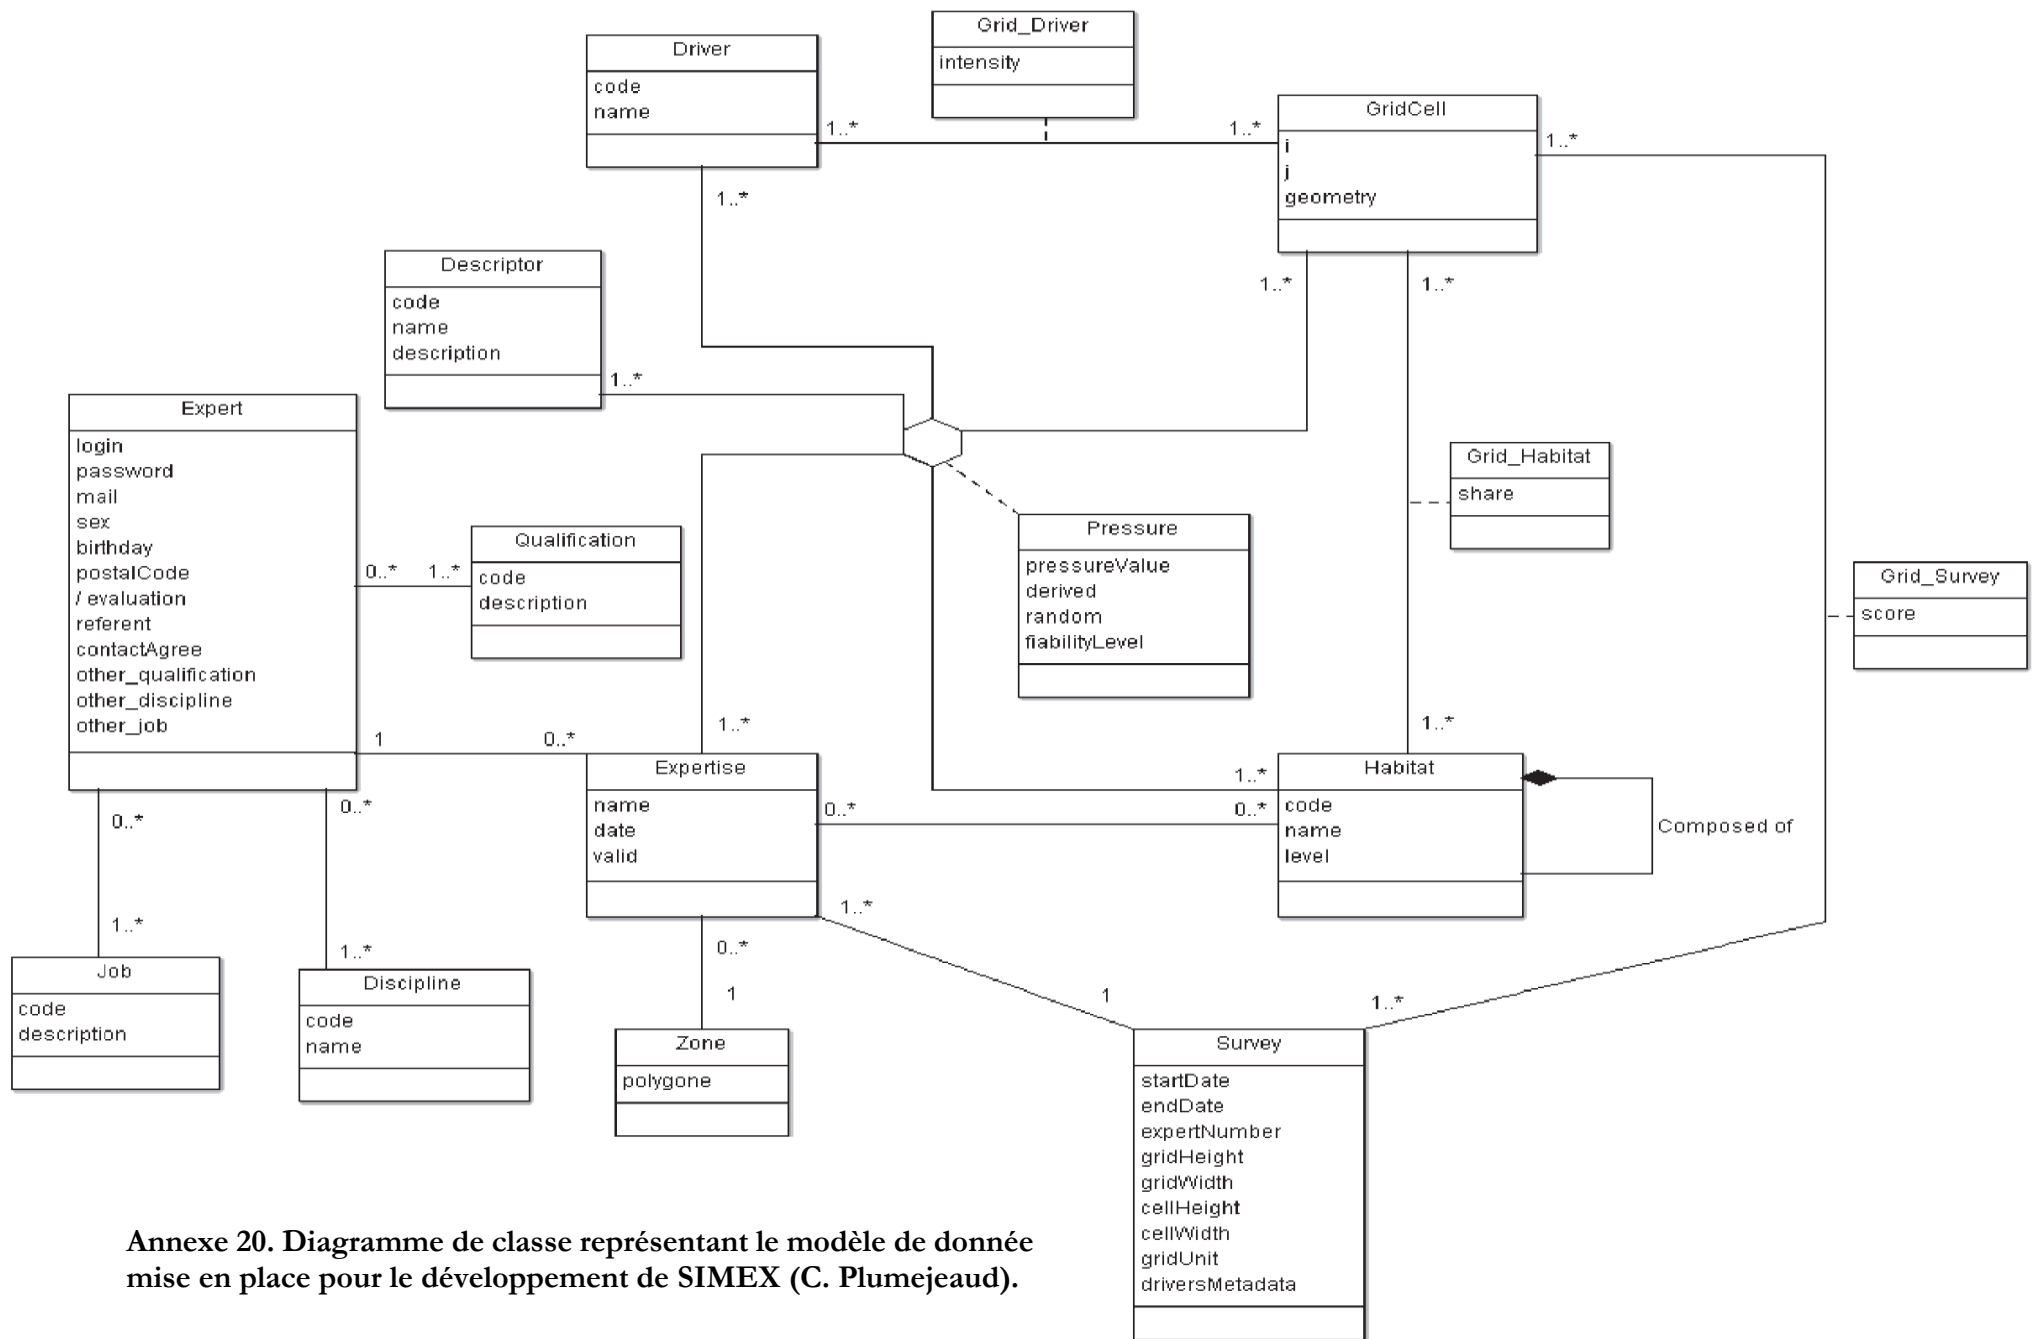 Grid_Driver
intensity
Driver
code
name
1..*
1..*
GridCell
i
j
geometry
1..*
1..*
Descriptor
code
name
description
1..*
1..*
1..*
Expert
login
password
mail
sex
birthday
postalCode
/ evaluation
referent
contactAgree
other_qualification
other_discipline
other_job
Qualification
code
description
0..*
1..*
Grid_Habitat
share
Pressure
pressureValue
derived
random
fiabilityLevel
Grid_Survey
score
1..*
1..*
1
0..*
Expertise
name
date
valid
1..*
0..*
0..*
Habitat
code
name
level
Composed of
0..*
0..*
1..*
1..*
Job
code
description
Discipline
code
name
1..*
0..*
1
1
1..*
Zone
polygone
Survey
startDate
endDate
expertNumber
gridHeight
gridWidth
cellHeight
cellWidth
gridUnit
driversMetadata
Annexe 20. Diagramme de classe représentant le modèle de donnée
mise en place pour le développement de SIMEX (C. Plumejeaud).